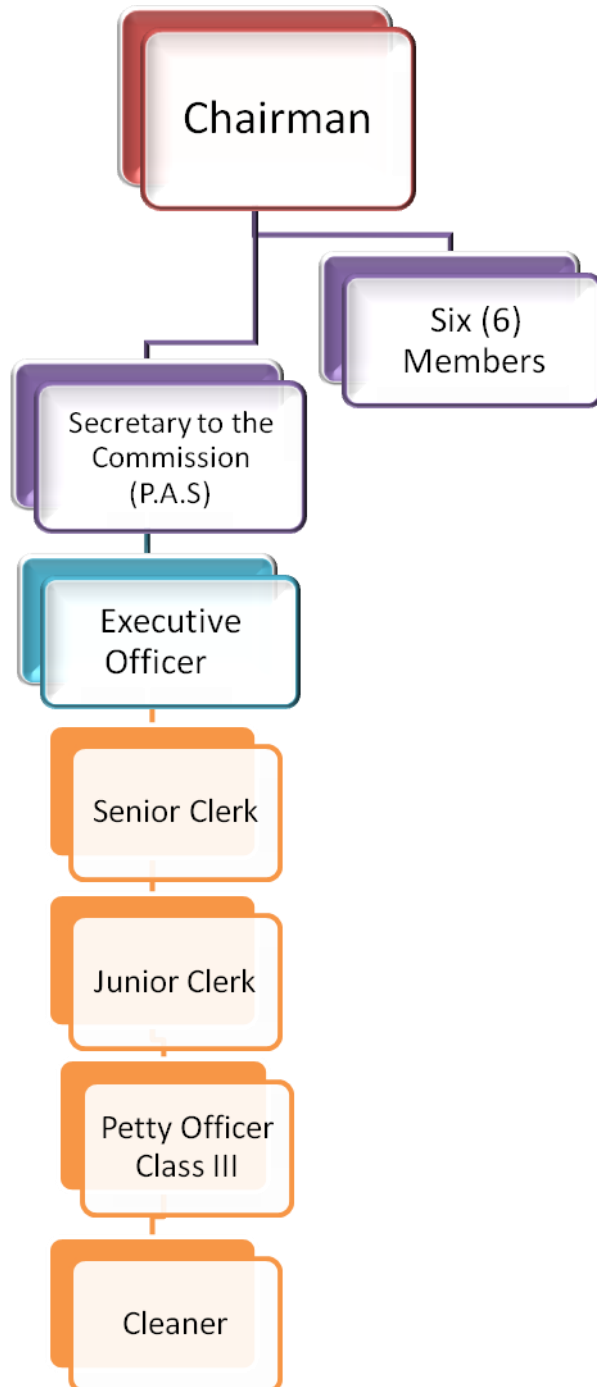 Chairman
Six (6)
Members
Secretary to the
Commission
(P.A.S)
Executive
Officer
Senior Clerk
Junior Clerk
Petty Officer
Class III
Cleaner